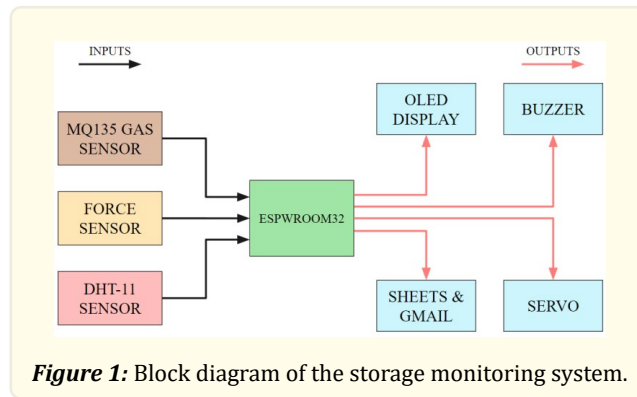 INPUTS
OUTPUTS
MQ135 GAS
SENSOR
FORCE
SENSOR
DHT-11
SENSOR
ESPWROOM32
OLED
DISPLAY
BUZZER
SHEETS &
GMAIL
SERVO
Figure 1: Block diagram of the storage monitoring system.